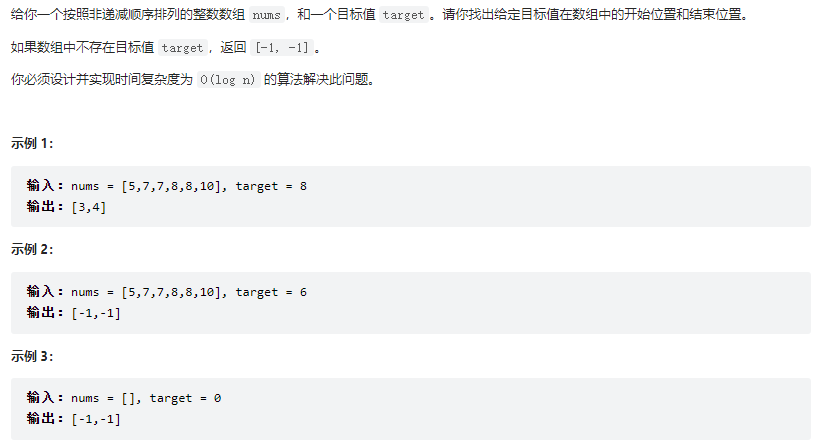 给你一个按照非递减顺序排列的整数数组 nums，和一个目标值 target。请你找出给定目标值在数组中的开始位置和结束位置。
如果数组中不存在目标值 target，返回 [-1, -1]。
你必须设计并实现时间复杂度为 O(log n) 的算法解决此问题。
示例 1：
输入：nums = [5,7,7,8,8,10], target = 8
输出：[3,4]
示例 2：
输入：nums = [5,7,7,8,8,10], target = 6
输出：[-1,-1]
示例 3：
输入：nums = [], target = 0
输出：[-1,-1]